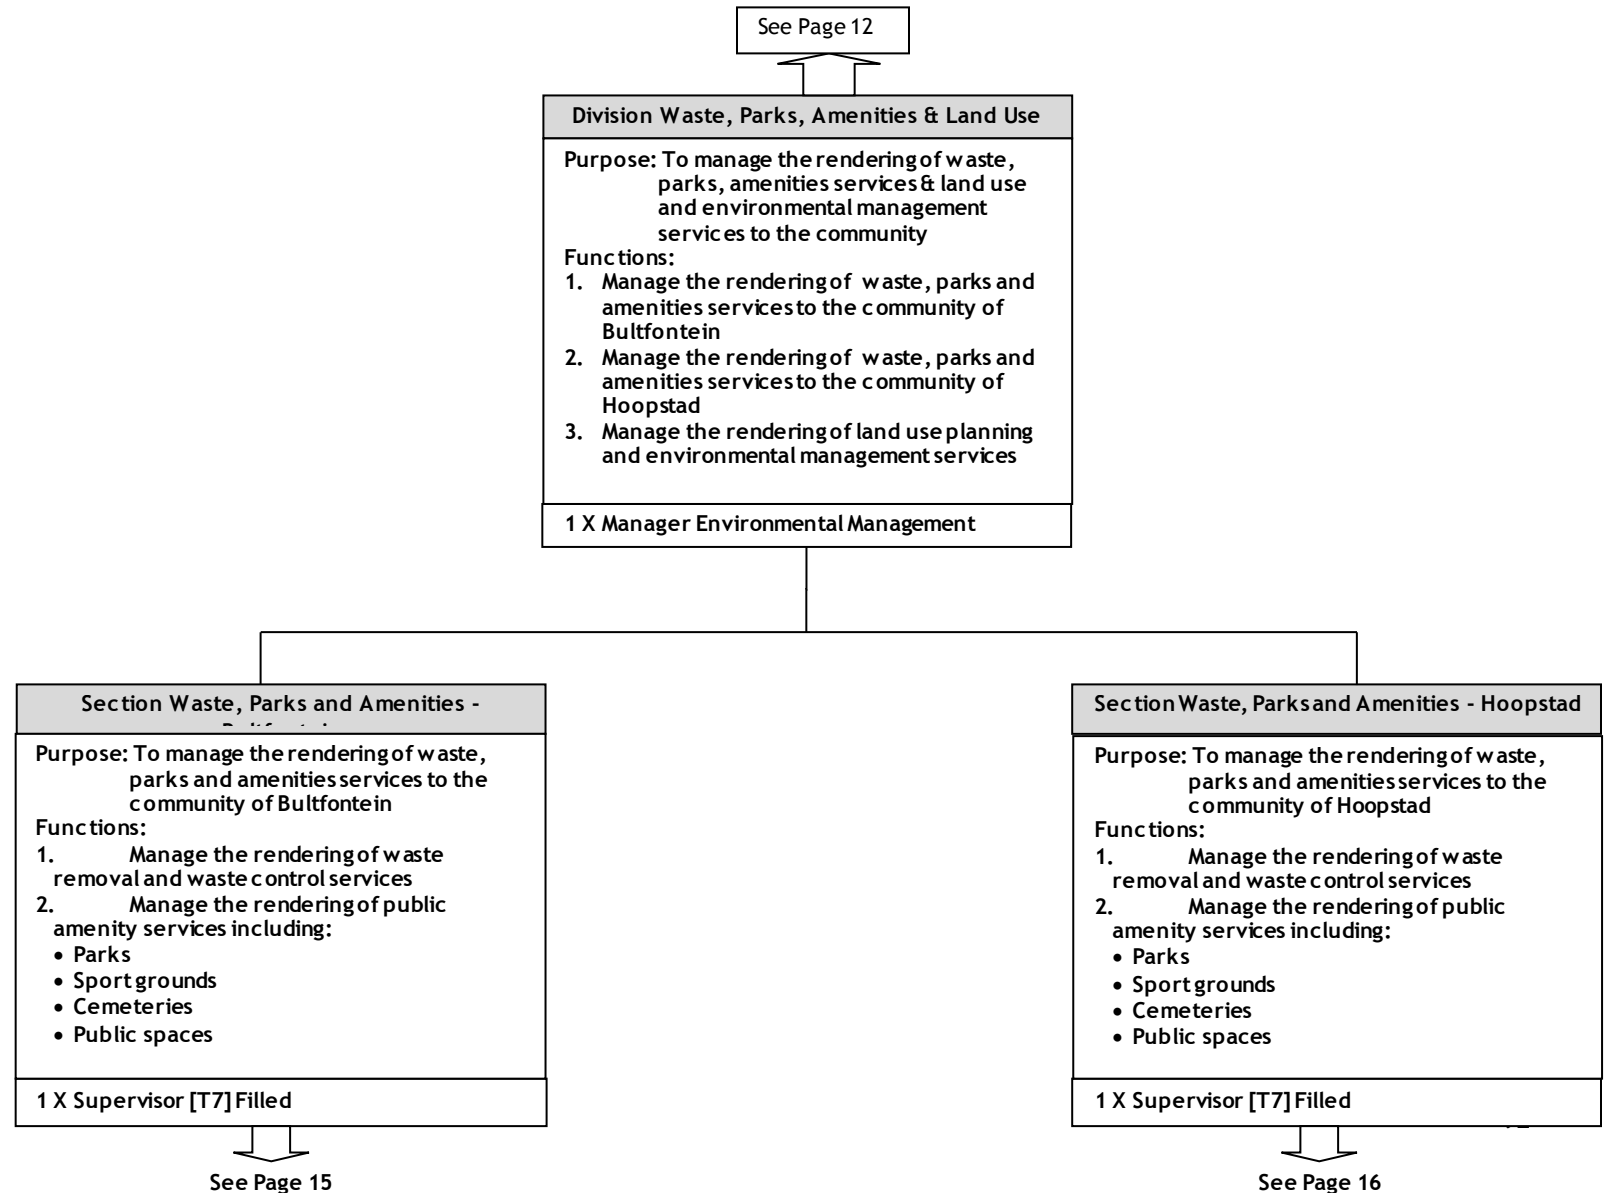 See Page 12
Division Waste, Parks, Amenities & Land Use
Purpose: To manage the rendering of waste,
parks, amenities services & land use
and environmental management
services to the community
Functions:
1. Manage the rendering of waste, parks and
amenities services to the community of
Bultfontein
2. Manage the rendering of waste, parks and
amenities services to the community of
Hoopstad
3. Manage the rendering of land use planning
and environmental management services
1 X Manager Environmental Management
Section Waste, Parks and Amenities -
Purpose: To manage the rendering of waste,
parks and amenities services to the
community of Bultfontein
Functions:
1. Manage the rendering of waste
removal and waste control services
2. Manage the rendering of public
amenity services including:
• Parks
• Sport grounds
• Cemeteries
• Public spaces
1 X Supervisor [T7] Filled
See Page 15
Section Waste, Parks and Amenities - Hoopstad
Purpose: To manage the rendering of waste,
parks and amenities services to the
community of Hoopstad
Functions:
1. Manage the rendering of waste
removal and waste control services
2. Manage the rendering of public
amenity services including:
• Parks
• Sport grounds
• Cemeteries
• Public spaces
1 X Supervisor [T7] Filled
See Page 16